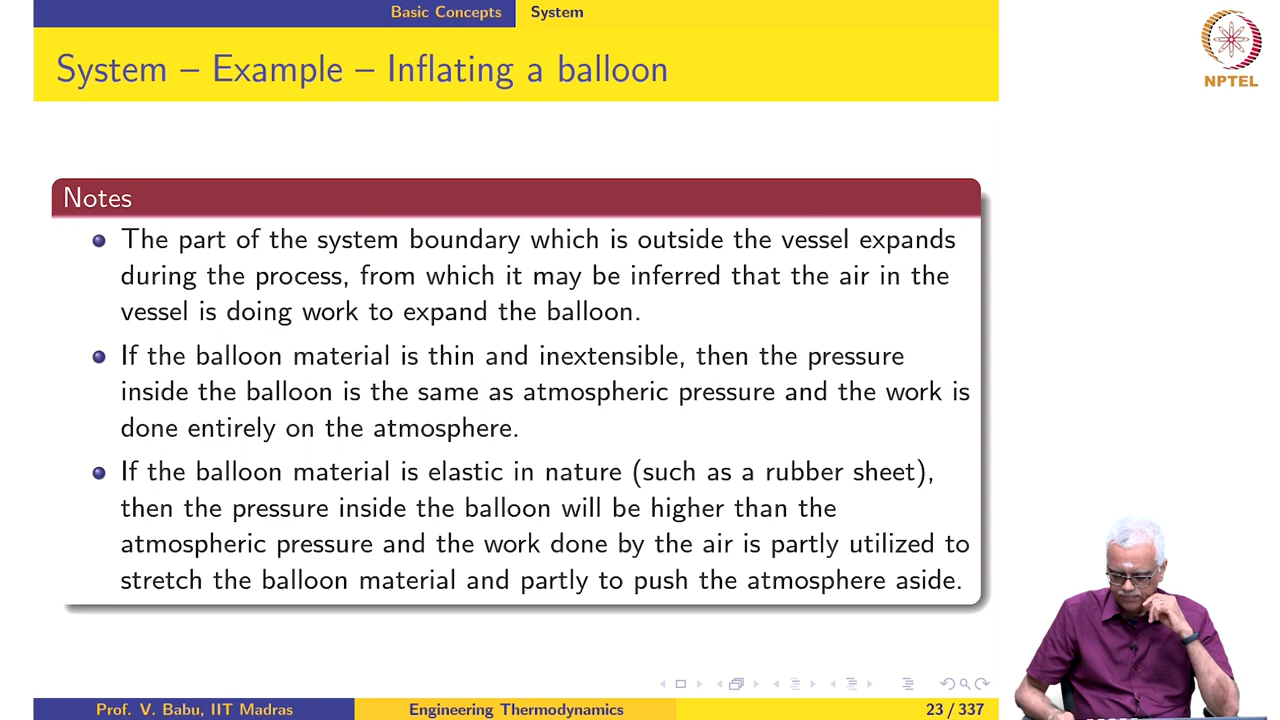 Basic Concepts System
System – Example – Inflating a balloon
NPTEL
Notes
The part of the system boundary which is outside the vessel expands
during the process, from which it may be inferred that the air in the
vessel is doing work to expand the balloon.
If the balloon material is thin and inextensible, then the pressure
inside the balloon is the same as atmospheric pressure and the work is
done entirely on the atmosphere.
If the balloon material is elastic in nature (such as a rubber sheet),
then the pressure inside the balloon will be higher than the
atmospheric pressure and the work done by the air is partly utilized to
stretch the balloon material and partly to push the atmosphere aside.
Prof. V. Babu, IIT Madras Engineering Thermodynamics 23 / 337